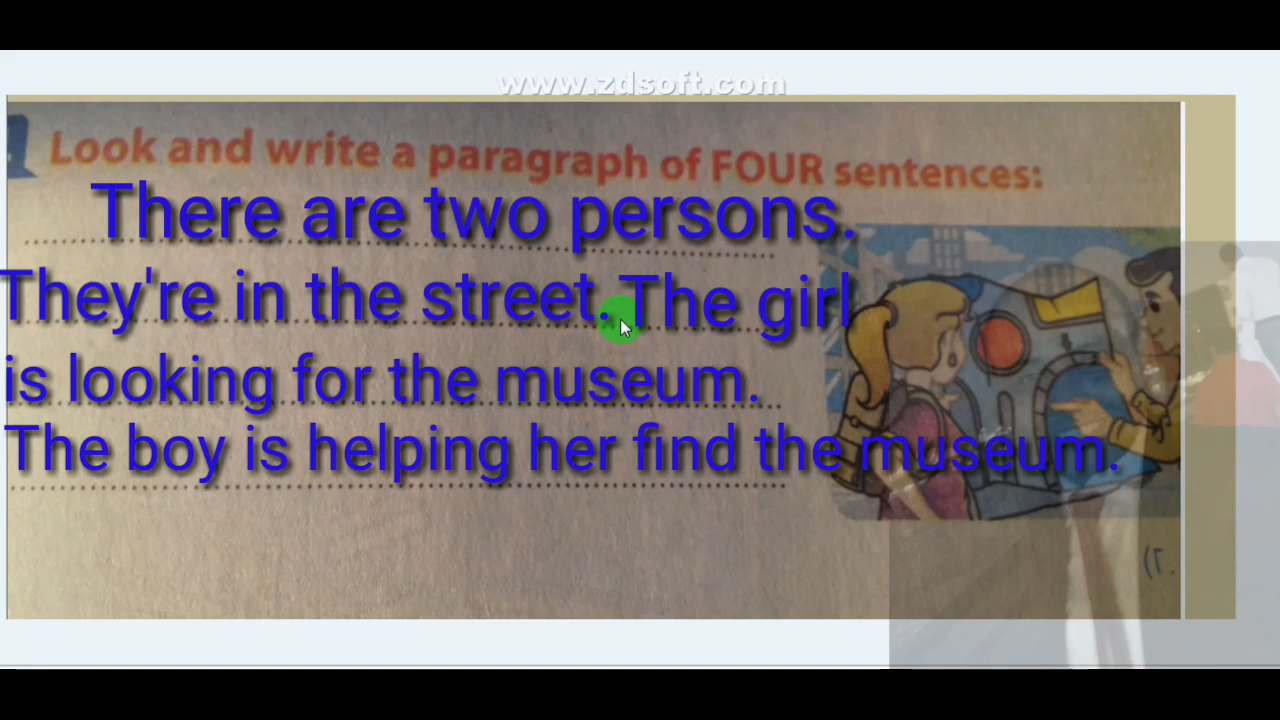 www.zdsoft.com
Look and write a paragraph of FOUR sentences:
There are two persons.
They're in the street. The girl
is looking for the museum.
The boy is helping her find the museum.
(٢.